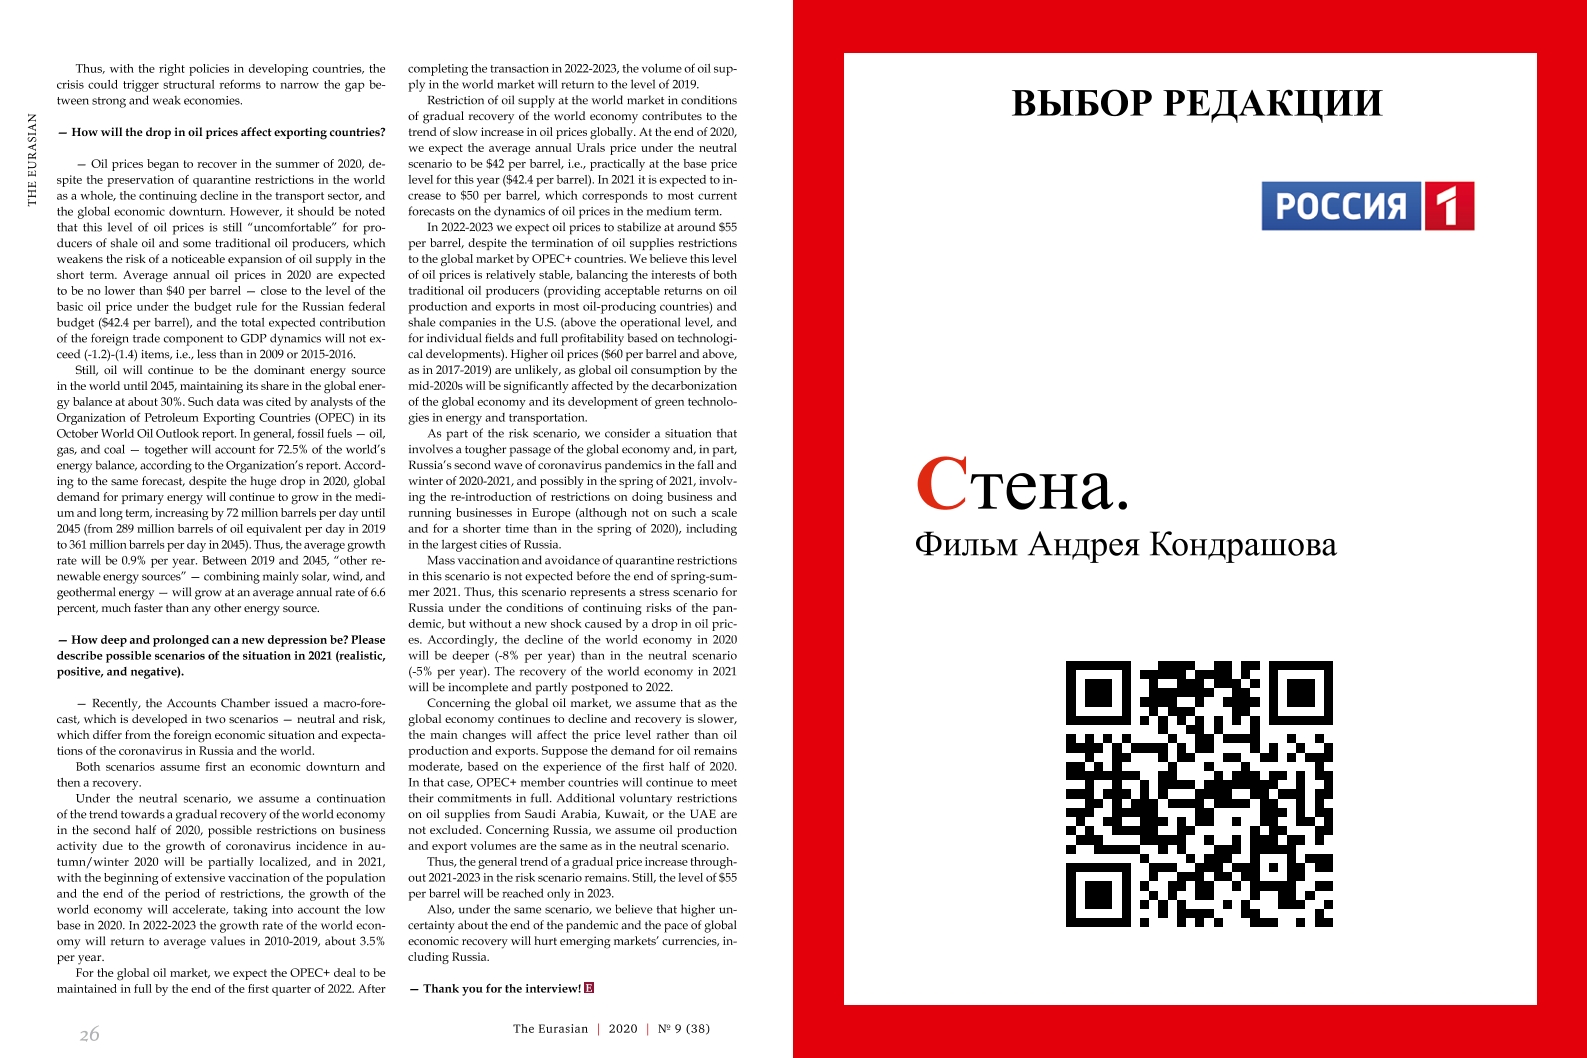 THE EURASIAN
Thus, with the right policies in developing countries, the
crisis could trigger structural reforms to narrow the gap be-
tween strong and weak economies.
— How will the drop in oil prices affect exporting countries?
— Oil prices began to recover in the summer of 2020, de-
spite the preservation of quarantine restrictions in the world
as a whole, the continuing decline in the transport sector, and
the global economic downturn. However, it should be noted
that this level of oil prices is still “uncomfortable” for pro-
ducers of shale oil and some traditional oil producers, which
weakens the risk of a noticeable expansion of oil supply in the
short term. Average annual oil prices in 2020 are expected
to be no lower than $40 per barrel — close to the level of the
basic oil price under the budget rule for the Russian federal
budget ($42.4 per barrel), and the total expected contribution
of the foreign trade component to GDP dynamics will not ex-
ceed (-1.2)-(1.4) items, i.e., less than in 2009 or 2015-2016.
Still, oil will continue to be the dominant energy source
in the world until 2045, maintaining its share in the global ener-
gy balance at about 30%. Such data was cited by analysts of the
Organization of Petroleum Exporting Countries (OPEC) in its
October World Oil Outlook report. In general, fossil fuels — oil,
gas, and coal — together will account for 72.5% of the world’s
energy balance, according to the Organization’s report. Accord-
ing to the same forecast, despite the huge drop in 2020, global
demand for primary energy will continue to grow in the medi-
um and long term, increasing by 72 million barrels per day until
2045 (from 289 million barrels of oil equivalent per day in 2019
to 361 million barrels per day in 2045). Thus, the average growth
rate will be 0.9% per year. Between 2019 and 2045, “other re-
newable energy sources” — combining mainly solar, wind, and
geothermal energy — will grow at an average annual rate of 6.6
percent, much faster than any other energy source.
— How deep and prolonged can a new depression be? Please
describe possible scenarios of the situation in 2021 (realistic,
positive, and negative).
— Recently, the Accounts Chamber issued a macro-fore-
cast, which is developed in two scenarios — neutral and risk,
which differ from the foreign economic situation and expecta-
tions of the coronavirus in Russia and the world.
Both scenarios assume first an economic downturn and
then a recovery.
Under the neutral scenario, we assume a continuation
of the trend towards a gradual recovery of the world economy
in the second half of 2020, possible restrictions on business
activity due to the growth of coronavirus incidence in au-
tumn/winter 2020 will be partially localized, and in 2021,
with the beginning of extensive vaccination of the population
and the end of the period of restrictions, the growth of the
world economy will accelerate, taking into account the low
base in 2020. In 2022-2023 the growth rate of the world econ-
omy will return to average values in 2010-2019, about 3.5%
per year.
For the global oil market, we expect the OPEC+ deal to be
maintained in full by the end of the first quarter of 2022. After
completing the transaction in 2022-2023, the volume of oil sup-
ply in the world market will return to the level of 2019.
Restriction of oil supply at the world market in conditions
of gradual recovery of the world economy contributes to the
trend of slow increase in oil prices globally. At the end of 2020,
we expect the average annual Urals price under the neutral
scenario to be $42 per barrel, i.e., practically at the base price
level for this year ($42.4 per barrel). In 2021 it is expected to in-
crease to $50 per barrel, which corresponds to most current
forecasts on the dynamics of oil prices in the medium term.
In 2022-2023 we expect oil prices to stabilize at around $55
per barrel, despite the termination of oil supplies restrictions
to the global market by OPEC+ countries. We believe this level
of oil prices is relatively stable, balancing the interests of both
traditional oil producers (providing acceptable returns on oil
production and exports in most oil-producing countries) and
shale companies in the U.S. (above the operational level, and
for individual fields and full profitability based on technologi-
cal developments). Higher oil prices ($60 per barrel and above,
as in 2017-2019) are unlikely, as global oil consumption by the
mid-2020s will be significantly affected by the decarbonization
of the global economy and its development of green technolo-
gies in energy and transportation.
As part of the risk scenario, we consider a situation that
involves a tougher passage of the global economy and, in part,
Russia’s second wave of coronavirus pandemics in the fall and
winter of 2020-2021, and possibly in the spring of 2021, involv-
ing the re-introduction of restrictions on doing business and
running businesses in Europe (although not on such a scale
and for a shorter time than in the spring of 2020), including
in the largest cities of Russia.
Mass vaccination and avoidance of quarantine restrictions
in this scenario is not expected before the end of spring-sum-
mer 2021. Thus, this scenario represents a stress scenario for
Russia under the conditions of continuing risks of the pan-
demic, but without a new shock caused by a drop in oil pric-
es. Accordingly, the decline of the world economy in 2020
will be deeper (-8% per year) than in the neutral scenario
(-5% per year). The recovery of the world economy in 2021
will be incomplete and partly postponed to 2022.
Concerning the global oil market, we assume that as the
global economy continues to decline and recovery is slower,
the main changes will affect the price level rather than oil
production and exports. Suppose the demand for oil remains
moderate, based on the experience of the first half of 2020.
In that case, OPEC+ member countries will continue to meet
their commitments in full. Additional voluntary restrictions
on oil supplies from Saudi Arabia, Kuwait, or the UAE are
not excluded. Concerning Russia, we assume oil production
and export volumes are the same as in the neutral scenario.
Thus, the general trend of a gradual price increase through-
out 2021-2023 in the risk scenario remains. Still, the level of $55
per barrel will be reached only in 2023.
Also, under the same scenario, we believe that higher un-
certainty about the end of the pandemic and the pace of global
economic recovery will hurt emerging markets’ currencies, in-
cluding Russia.
— Thank you for the interview! E
26
The Eurasian | 2020 | № 9 (38)
ВЫБОР РЕДАКЦИИ
РОССИЯ 1
Стена.
Фильм Андрея Кондрашова